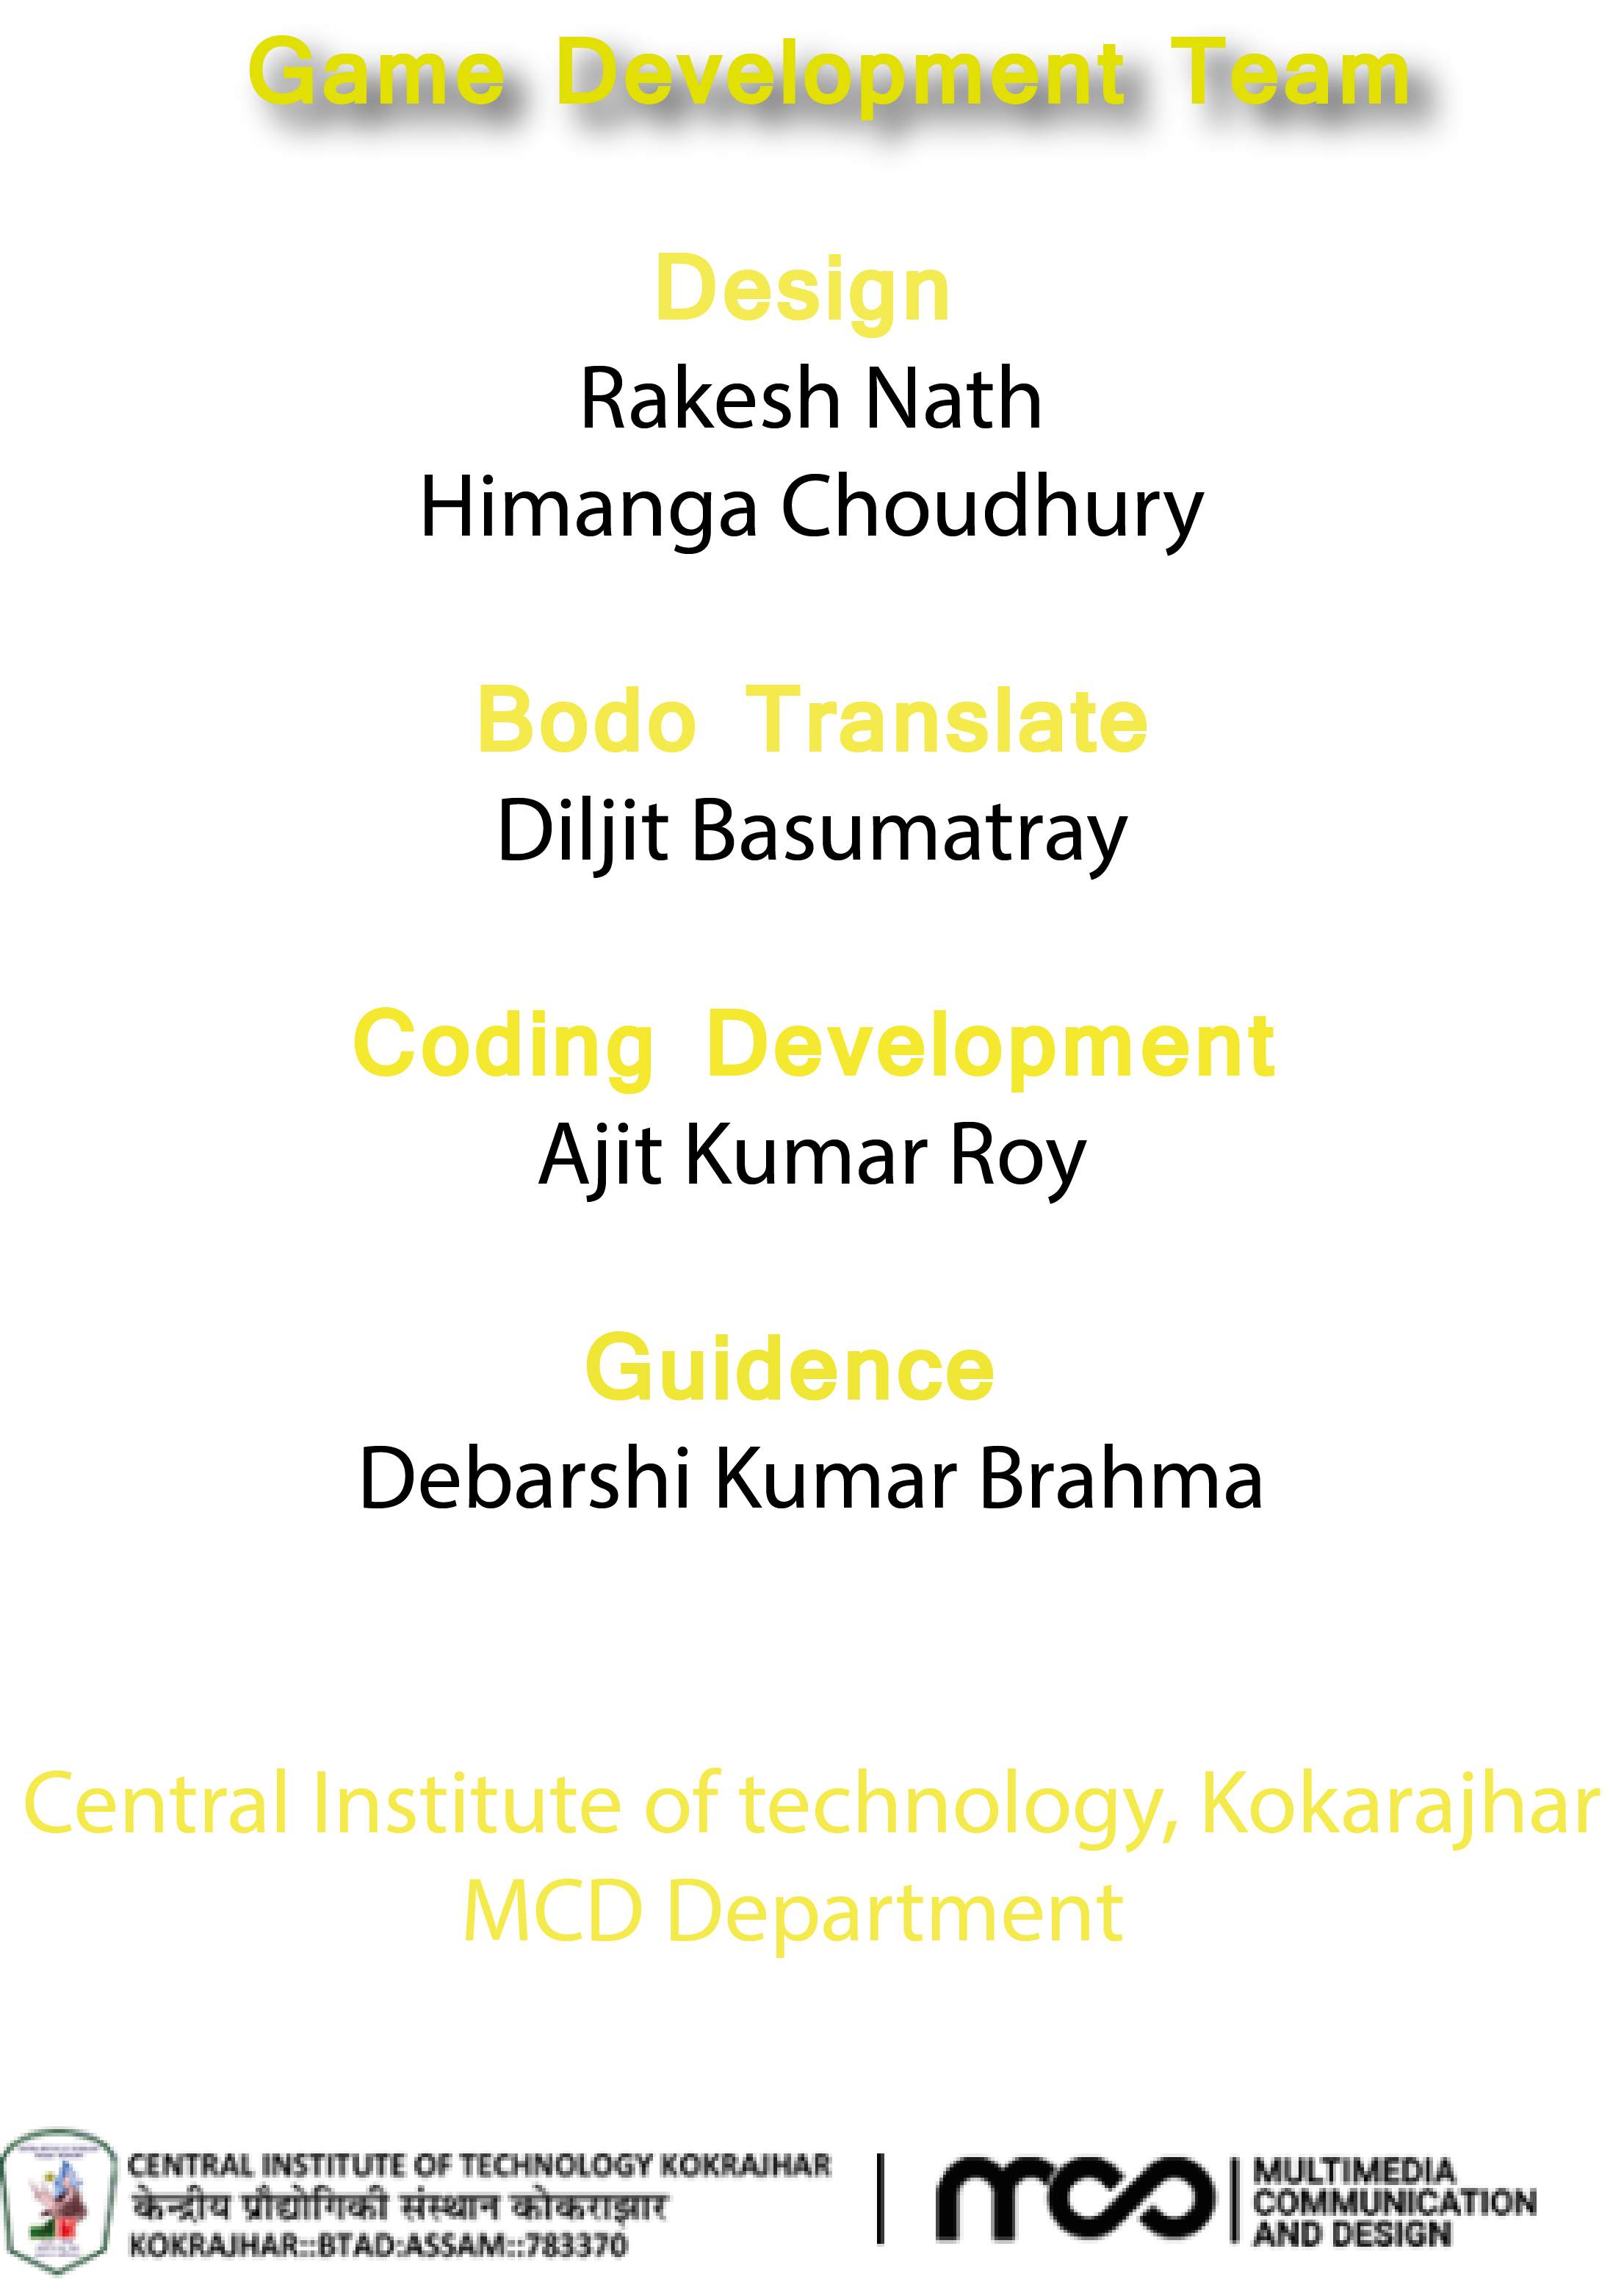 Game Development Team
Design
Rakesh Nath
Himanga Choudhury
Bodo Translate
Diljit Basumatray
Coding Development
Ajit Kumar Roy
Guidence
Debarshi Kumar Brahma
Central Institute of technology, Kokarajhar
MCD Department
CENTRAL INSTITUTE OF TECHNOLOGY KOKRAJHAR
केन्द्रीय प्रौद्योगिकी संस्थान कोकराझार
KOKRAJHAR::BTAD:ASSAM::783370
mcd
MULTIMEDIA
COMMUNICATION
AND DESIGN